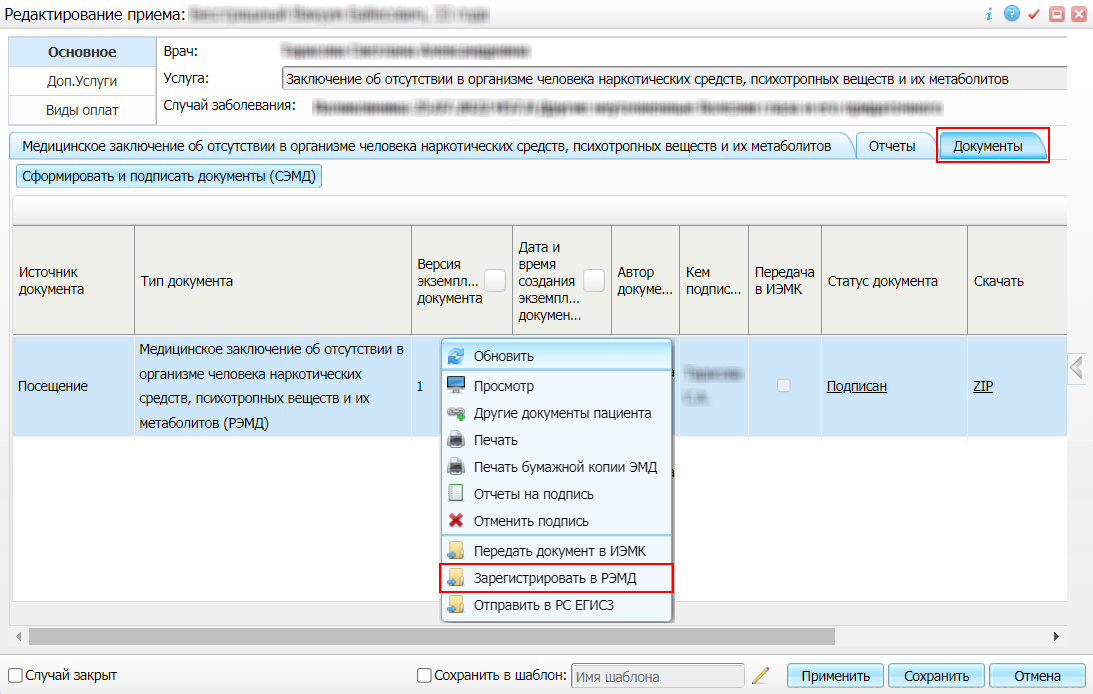 Редактирование приема:
Основное
Доп.Услуги
Виды оплат
Врач:
Услуга:
Заключение об отсутствии в организме человека наркотических средств, психотропных веществ и их метаболитов
Случай заболевания:
Медицинское заключение об отсутствии в организме человека наркотических средств, психотропных веществ и их метаболитов
Отчеты
Документы
Сформировать и подписать документы (СЭМД)
Источник
документа
Тип документа
Версия
экземпл...
документа
Дата и
время
создания
экземпл...
докумен...
Автор
докуме...
Кем
подпис...
Передача
в ИЭМК
Статус документа
Скачать
Посещение
Медицинское заключение об отсутствии в
организме человека наркотических
средств, психотропных веществ и их
метаболитов (РЭМД)
1
Подписан
ZIP
Обновить
Просмотр
Другие документы пациента
Печать
Печать бумажной копии ЭМД
Отчеты на подпись
Отменить подпись
Передать документ в ИЭМК
Зарегистрировать в РЭМД
Отправить в РС ЕГИСЗ
Случай закрыт
Сохранить в шаблон:
Имя шаблона
Применить
Сохранить
Отмена